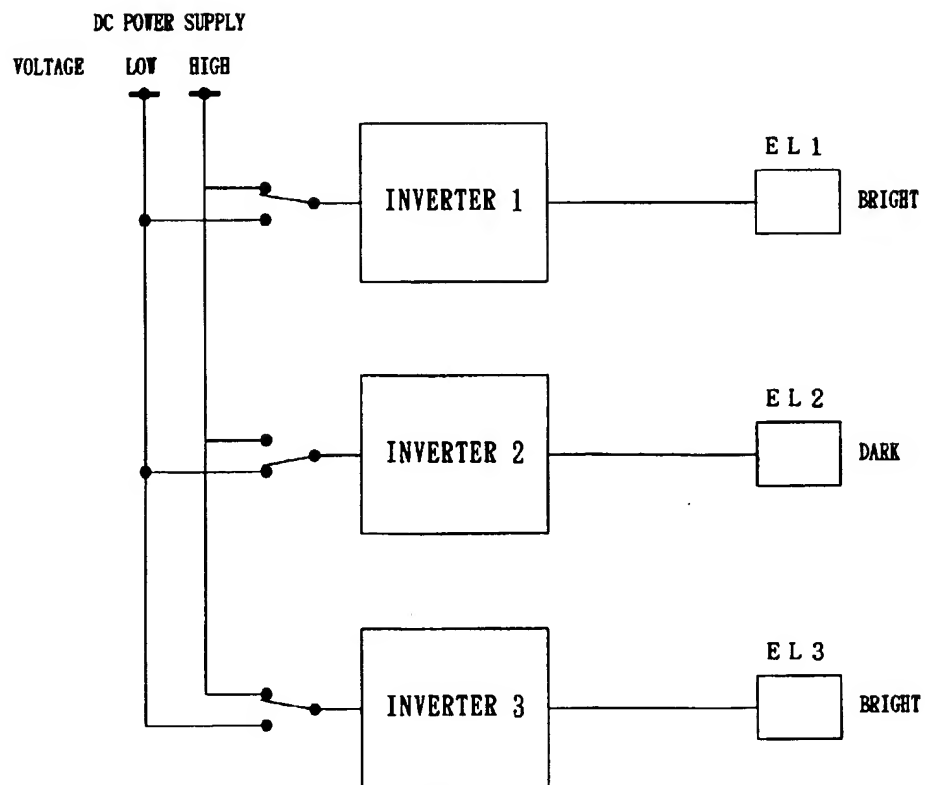 DC POWER SUPPLY
VOLTAGE LOW HIGH
EL1
INVERTER 1
BRIGHT
EL2
INVERTER 2
DARK
EL3
INVERTER 3
BRIGHT